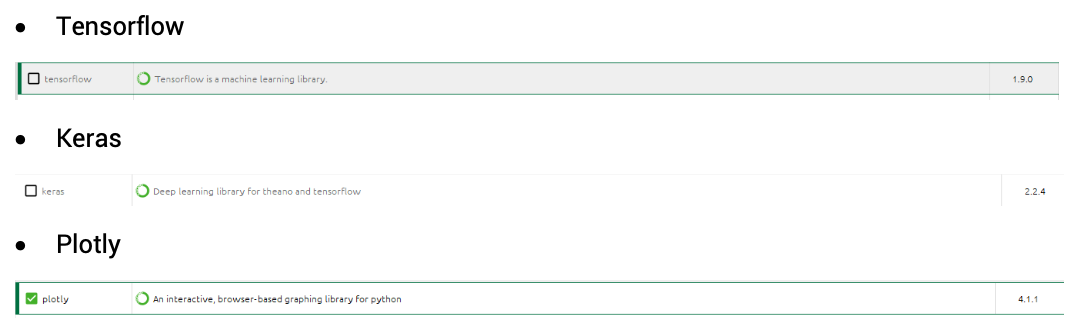 • Tensorflow
tensorflow Tensorflow is a machine learning library. 1.9.0
• Keras
keras Deep learning library for theano and tensorflow 2.2.4
• Plotly
plotly An interactive, browser-based graphing library for python 4.1.1